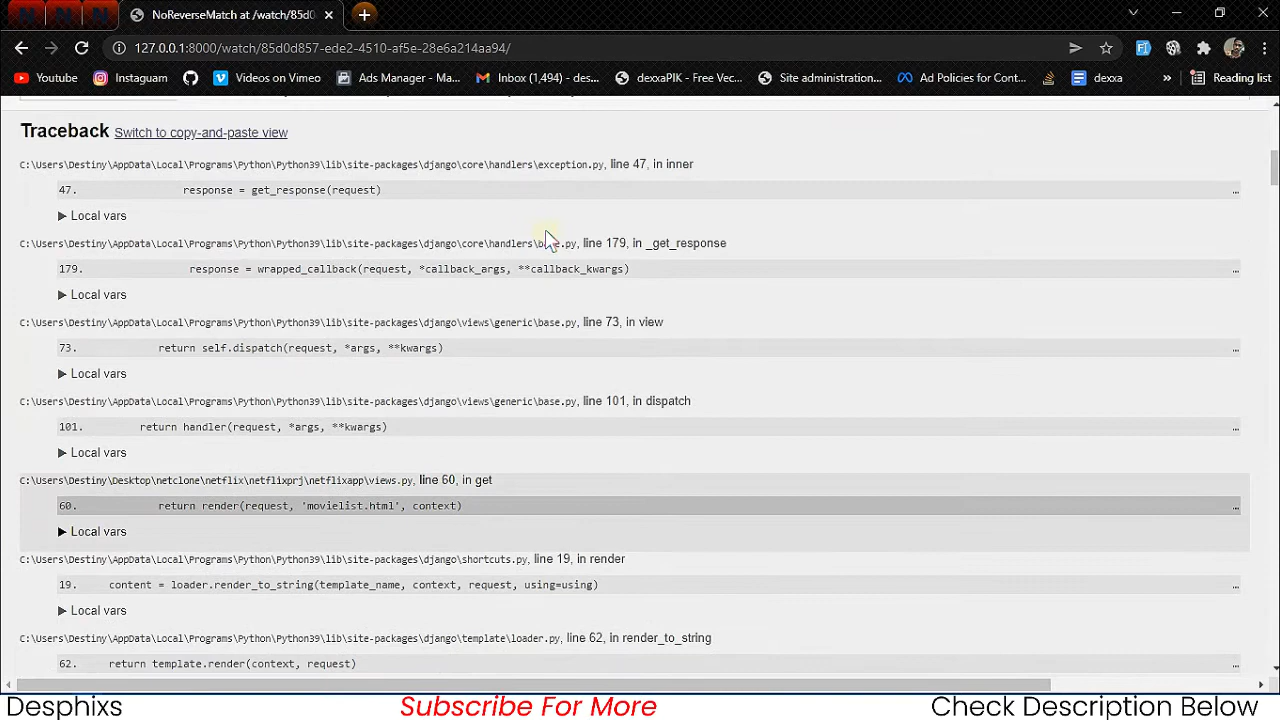 NoReverseMatch at /watch/85d0
127.0.0.1:8000/watch/85d0d857-ede2-4510-af5e-28e6a214aa94/
Youtube Instaguam Videos on Vimeo Ads Manager - Ma... Inbox (1,494) - des... dexxaPIK - Free Vec... Site administration... Ad Policies for Cont... dexxa » Reading list
Traceback Switch to copy-and-paste view
C:\Users\Destiny\AppData\Local\Programs\Python\Python39\lib\site-packages\django\core\handlers\exception.py, line 47, in inner
47. response = get_response(request) …
▶ Local vars
C:\Users\Destiny\AppData\Local\Programs\Python\Python39\lib\site-packages\django\core\handlers\base.py, line 179, in _get_response
179. response = wrapped_callback(request, *callback_args, **callback_kwargs) …
▶ Local vars
C:\Users\Destiny\AppData\Local\Programs\Python\Python39\lib\site-packages\django\views\generic\base.py, line 73, in view
73. return self.dispatch(request, *args, **kwargs) …
▶ Local vars
C:\Users\Destiny\AppData\Local\Programs\Python\Python39\lib\site-packages\django\views\generic\base.py, line 101, in dispatch
101. return handler(request, *args, **kwargs) …
▶ Local vars
C:\Users\Destiny\Desktop\netclone\netflix\netflixprj\netflixapp\views.py, line 60, in get
60. return render(request, 'movielist.html', context) …
▶ Local vars
C:\Users\Destiny\AppData\Local\Programs\Python\Python39\lib\site-packages\django\shortcuts.py, line 19, in render
19. content = loader.render_to_string(template_name, context, request, using=using) …
▶ Local vars
C:\Users\Destiny\AppData\Local\Programs\Python\Python39\lib\site-packages\django\template\loader.py, line 62, in render_to_string
62. return template.render(context, request) …
Desphixs Subscribe For More Check Description Below